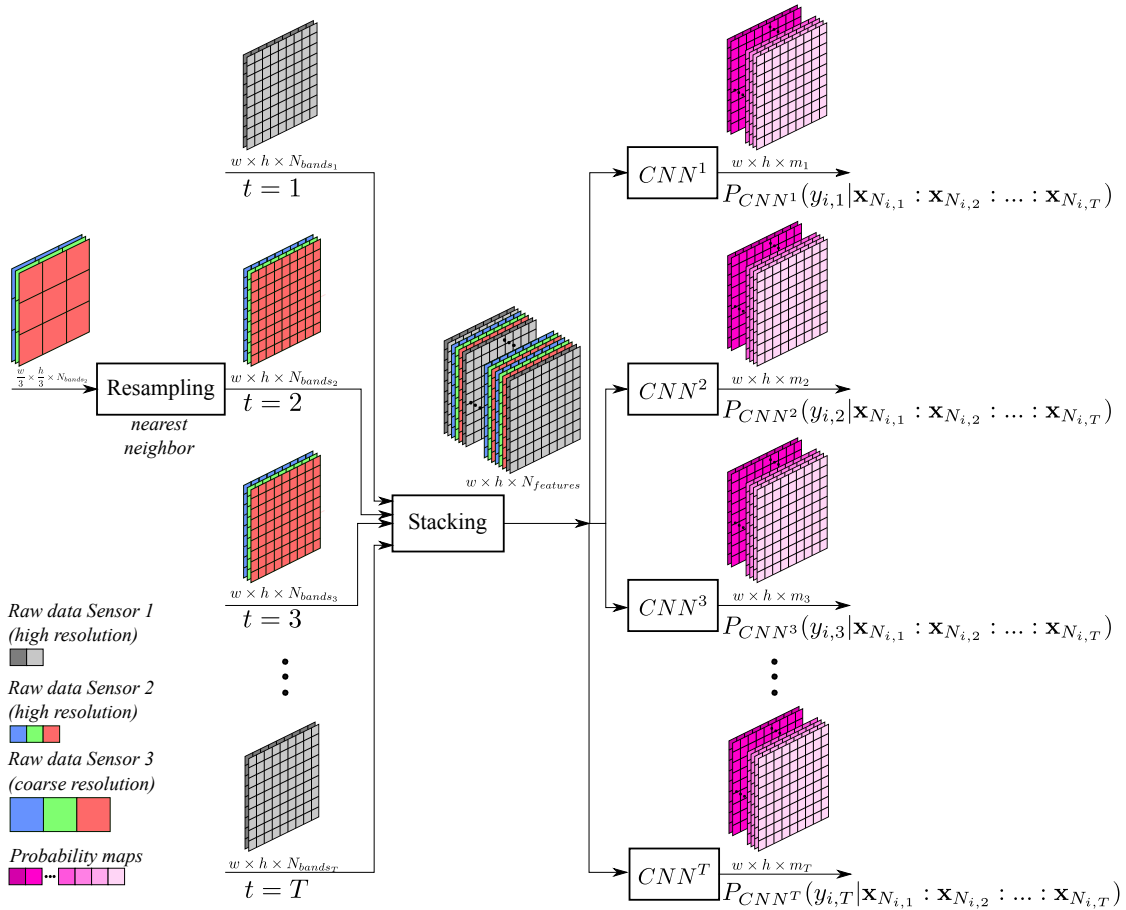 w × h × N_{bands_1}
t = 1
CNN^1
w × h × m_1
P_{CNN^1}(y_{i,1}|x_{N_{i,1}} : x_{N_{i,2}} : ... : x_{N_{i,T}})
w/3 × h/3 × N_{bands_2}
Resampling
nearest
neighbor
w × h × N_{bands_2}
t = 2
CNN^2
w × h × m_2
P_{CNN^2}(y_{i,2}|x_{N_{i,1}} : x_{N_{i,2}} : ... : x_{N_{i,T}})
w × h × N_{features}
Stacking
w × h × N_{bands_3}
t = 3
CNN^3
w × h × m_3
P_{CNN^3}(y_{i,3}|x_{N_{i,1}} : x_{N_{i,2}} : ... : x_{N_{i,T}})
w × h × N_{bands_T}
t = T
CNN^T
w × h × m_T
P_{CNN^T}(y_{i,T}|x_{N_{i,1}} : x_{N_{i,2}} : ... : x_{N_{i,T}})
Raw data Sensor 1
(high resolution)
Raw data Sensor 2
(high resolution)
Raw data Sensor 3
(coarse resolution)
Probability maps